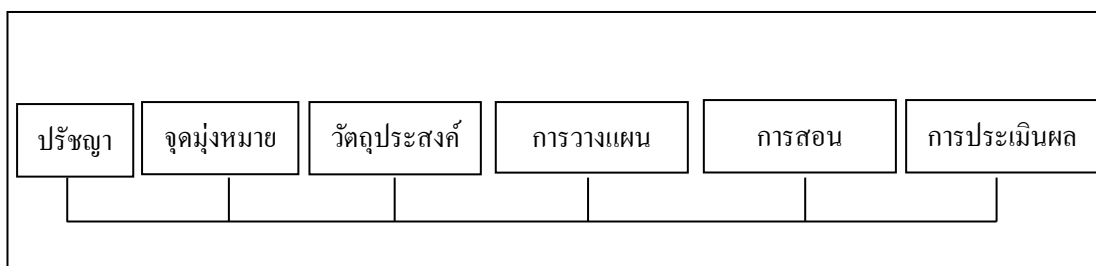 ปรัชญา จุดมุ่งหมาย วัตถุประสงค์ การวางแผน การสอน การประเมินผล